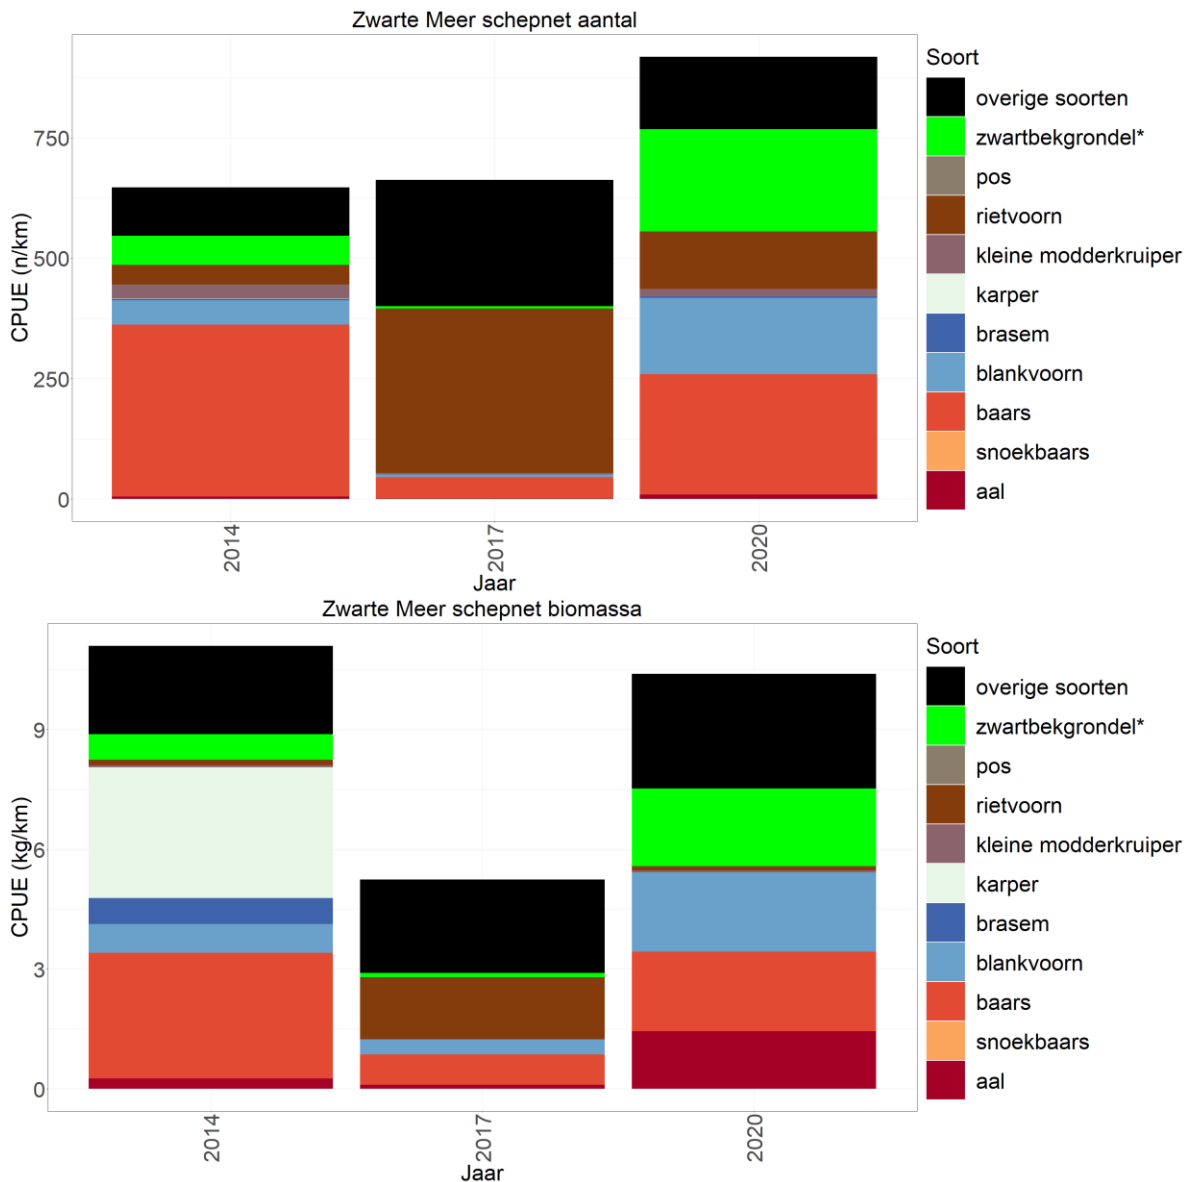 Zwarte Meer schepnet aantal
CPUE (n/km)
750
500
250
0
2014
2017
2020
Jaar
Soort
overige soorten
zwartbekgrondel*
pos
rietvoorn
kleine modderkruiper
karper
brasem
blankvoorn
baars
snoekbaars
aal
Zwarte Meer schepnet biomassa
CPUE (kg/km)
9
6
3
0
2014
2017
2020
Jaar
Soort
overige soorten
zwartbekgrondel*
pos
rietvoorn
kleine modderkruiper
karper
brasem
blankvoorn
baars
snoekbaars
aal